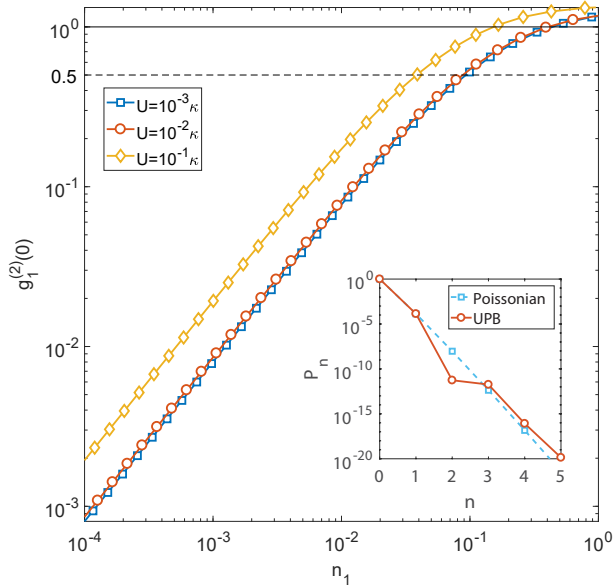 10^0
0.5
10^-1
10^-2
10^-3
g_1^(2)(0)
U=10^-3κ
U=10^-2κ
U=10^-1κ
10^0
10^-5
10^-10
10^-15
10^-20
P_n
Poissonian
UPB
0 1 2 3 4 5
n
10^-4 10^-3 10^-2 10^-1 10^0
n_1